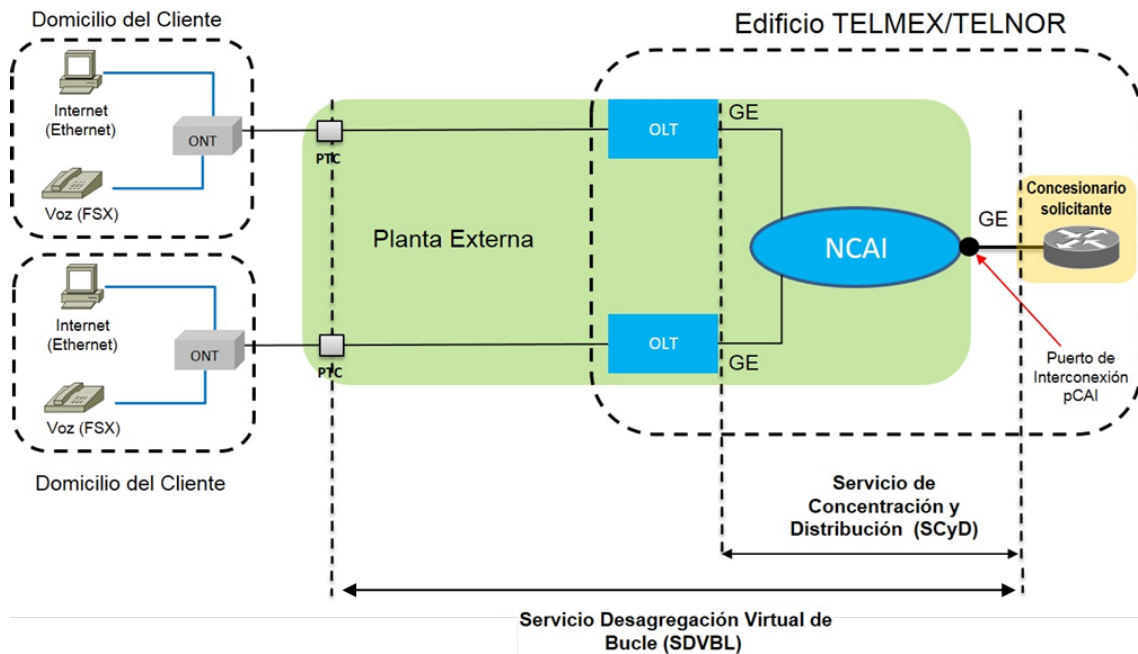 Domicilio del Cliente
Edificio TELMEX/TELNOR
Internet
(Ethernet)
ONT
Voz (FSX)
PTC
OLT
GE
Planta Externa
NCAI
GE
Concesionario
solicitante
Internet
(Ethernet)
ONT
Voz (FSX)
PTC
OLT
GE
Puerto de
Interconexión
pCAI
Domicilio del Cliente
Servicio de
Concentración y
Distribución (SCyD)
Servicio Desagregación Virtual de
Bucle (SDVBL)